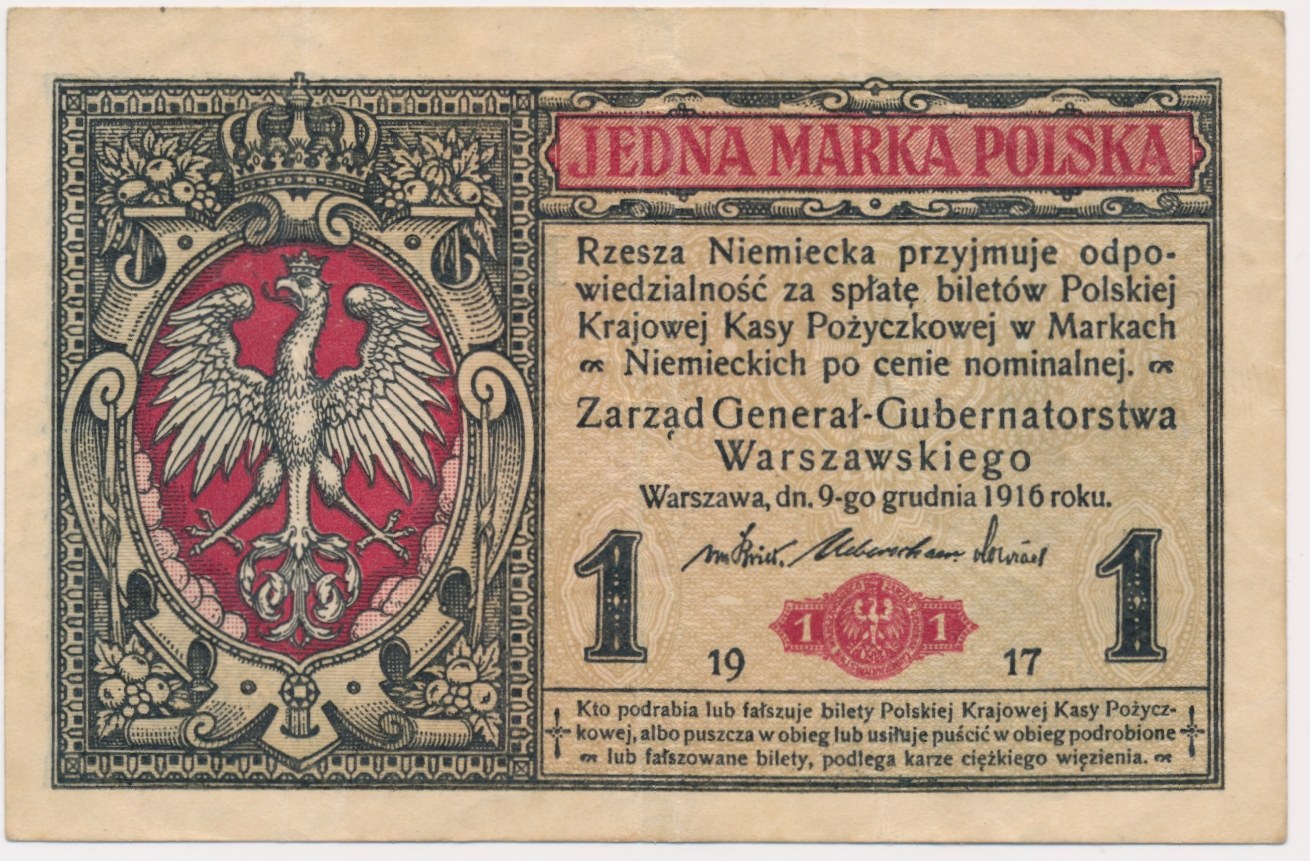 JEDNA MARKA POLSKA
Rzesza Niemiecka przyjmuje odpo-
wiedzialność za spłatę biletów Polskiej
Krajowej Kasy Pożyczkowej w Markach
Niemieckich po cenie nominalnej.
Zarząd Generał-Gubernatorstwa
Warszawskiego
Warszawa, dn. 9-go grudnia 1916 roku.
1 1
1 1
19 17
Kto podrabia lub fałszuje bilety Polskiej Krajowej Kasy Pożycz-
kowej, albo puszcza w obieg lub usiłuje puścić w obieg podrobione
lub fałszowane bilety, podlega karze ciężkiego więzienia.